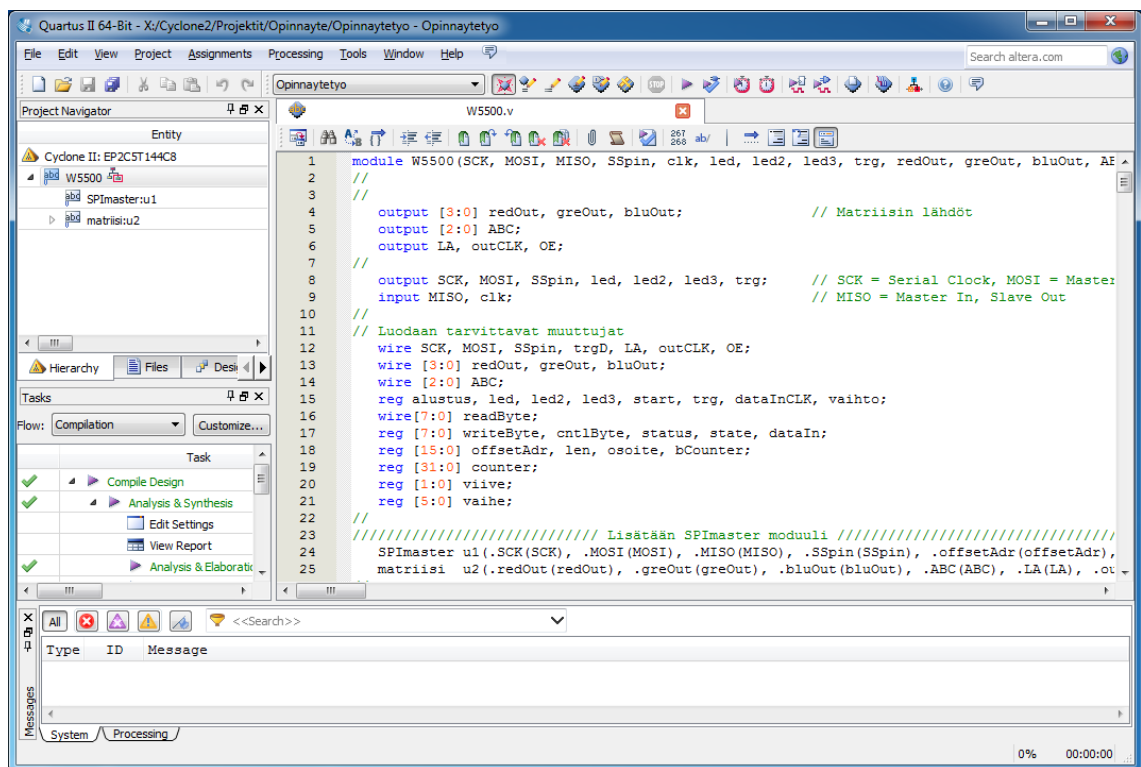 Quartus II 64-Bit - X:/Cyclone2/Projektit/Opinnayte/Opinnaytetyo - Opinnaytetyo
File Edit View Project Assignments Processing Tools Window Help
Search altera.com
Opinnaytetyo
Project Navigator
W5500.v
Entity
267
268
ab/
Cyclone II: EP2C5T144C8
W5500
SPImaster:u1
matriisi:u2
Hierarchy Files
Tasks
Flow: Compilation Customize...
Task
Compile Design
Analysis & Synthesis
Edit Settings
View Report
Analysis & Elaboratic
1 module W5500(SCK, MOSI, MISO, SSpin, clk, led, led2, led3, trg, redOut, greOut, bluOut, AE
2 //
3 //
4 output [3:0] redOut, greOut, bluOut; // Matriisin lähdöt
5 output [2:0] ABC;
6 output LA, outCLK, OE;
7 //
8 output SCK, MOSI, SSpin, led, led2, led3, trg; // SCK = Serial Clock, MOSI = Master
9 input MISO, clk; // MISO = Master In, Slave Out
10 //
11 // Luodaan tarvittavat muuttujat
12 wire SCK, MOSI, SSpin, trgD, LA, outCLK, OE;
13 wire [3:0] redOut, greOut, bluOut;
14 wire [2:0] ABC;
15 reg alustus, led, led2, led3, start, trg, dataInCLK, vaihto;
16 wire[7:0] readByte;
17 reg [7:0] writeByte, cntlByte, status, state, dataIn;
18 reg [15:0] offsetAdr, len, osoite, bCounter;
19 reg [31:0] counter;
20 reg [1:0] viive;
21 reg [5:0] vaihe;
22 //
23 //////////////////////////// Lisätään SPImaster moduuli /////////////////////////////////
24 SPImaster u1(.SCK(SCK), .MOSI(MOSI), .MISO(MISO), .SSpin(SSpin), .offsetAdr(offsetAdr),
25 matriisi u2(.redOut(redOut), .greOut(greOut), .bluOut(bluOut), .ABC(ABC), .LA(LA), .ou
All
<<Search>>
Type ID Message
Messages
System Processing
0% 00:00:00